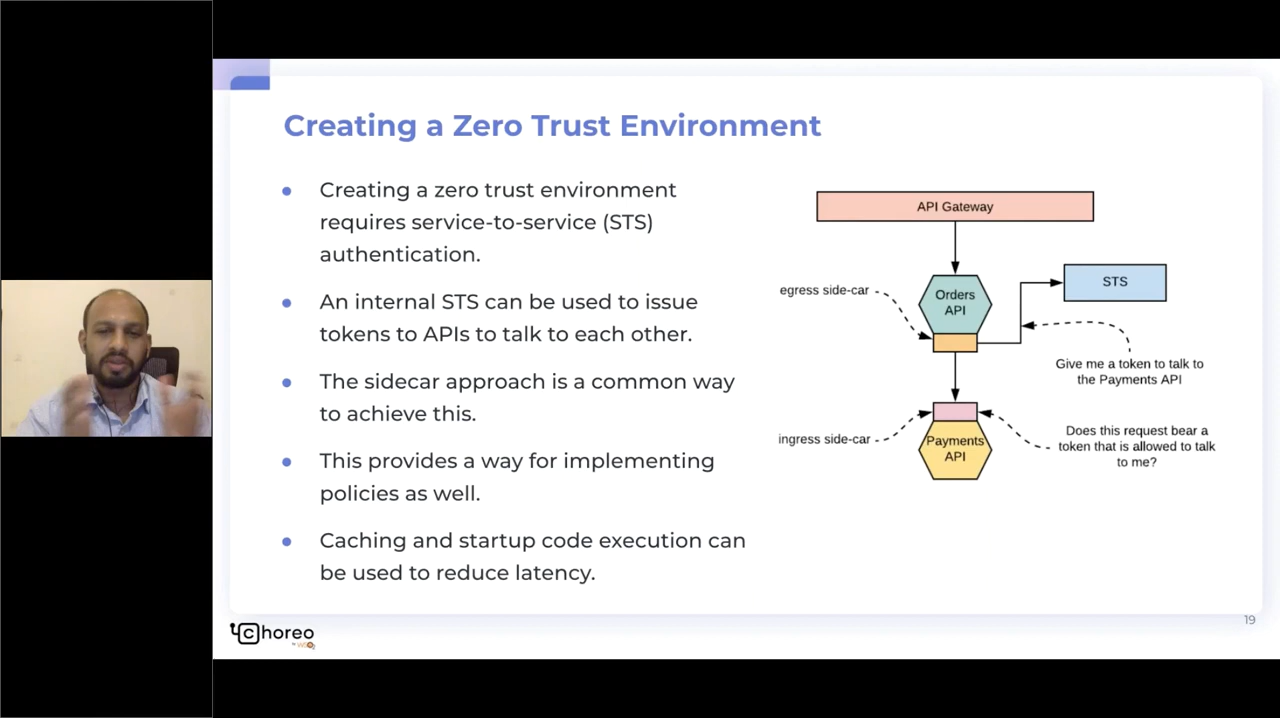 Creating a Zero Trust Environment
Creating a zero trust environment
requires service-to-service (STS)
authentication.
An internal STS can be used to issue
tokens to APIs to talk to each other.
The sidecar approach is a common way
to achieve this.
This provides a way for implementing
policies as well.
Caching and startup code execution can
be used to reduce latency.
API Gateway
egress side-car
Orders
API
STS
Give me a token to talk to
the Payments API
ingress side-car
Payments
API
Does this request bear a
token that is allowed to talk
to me?
choreo
19